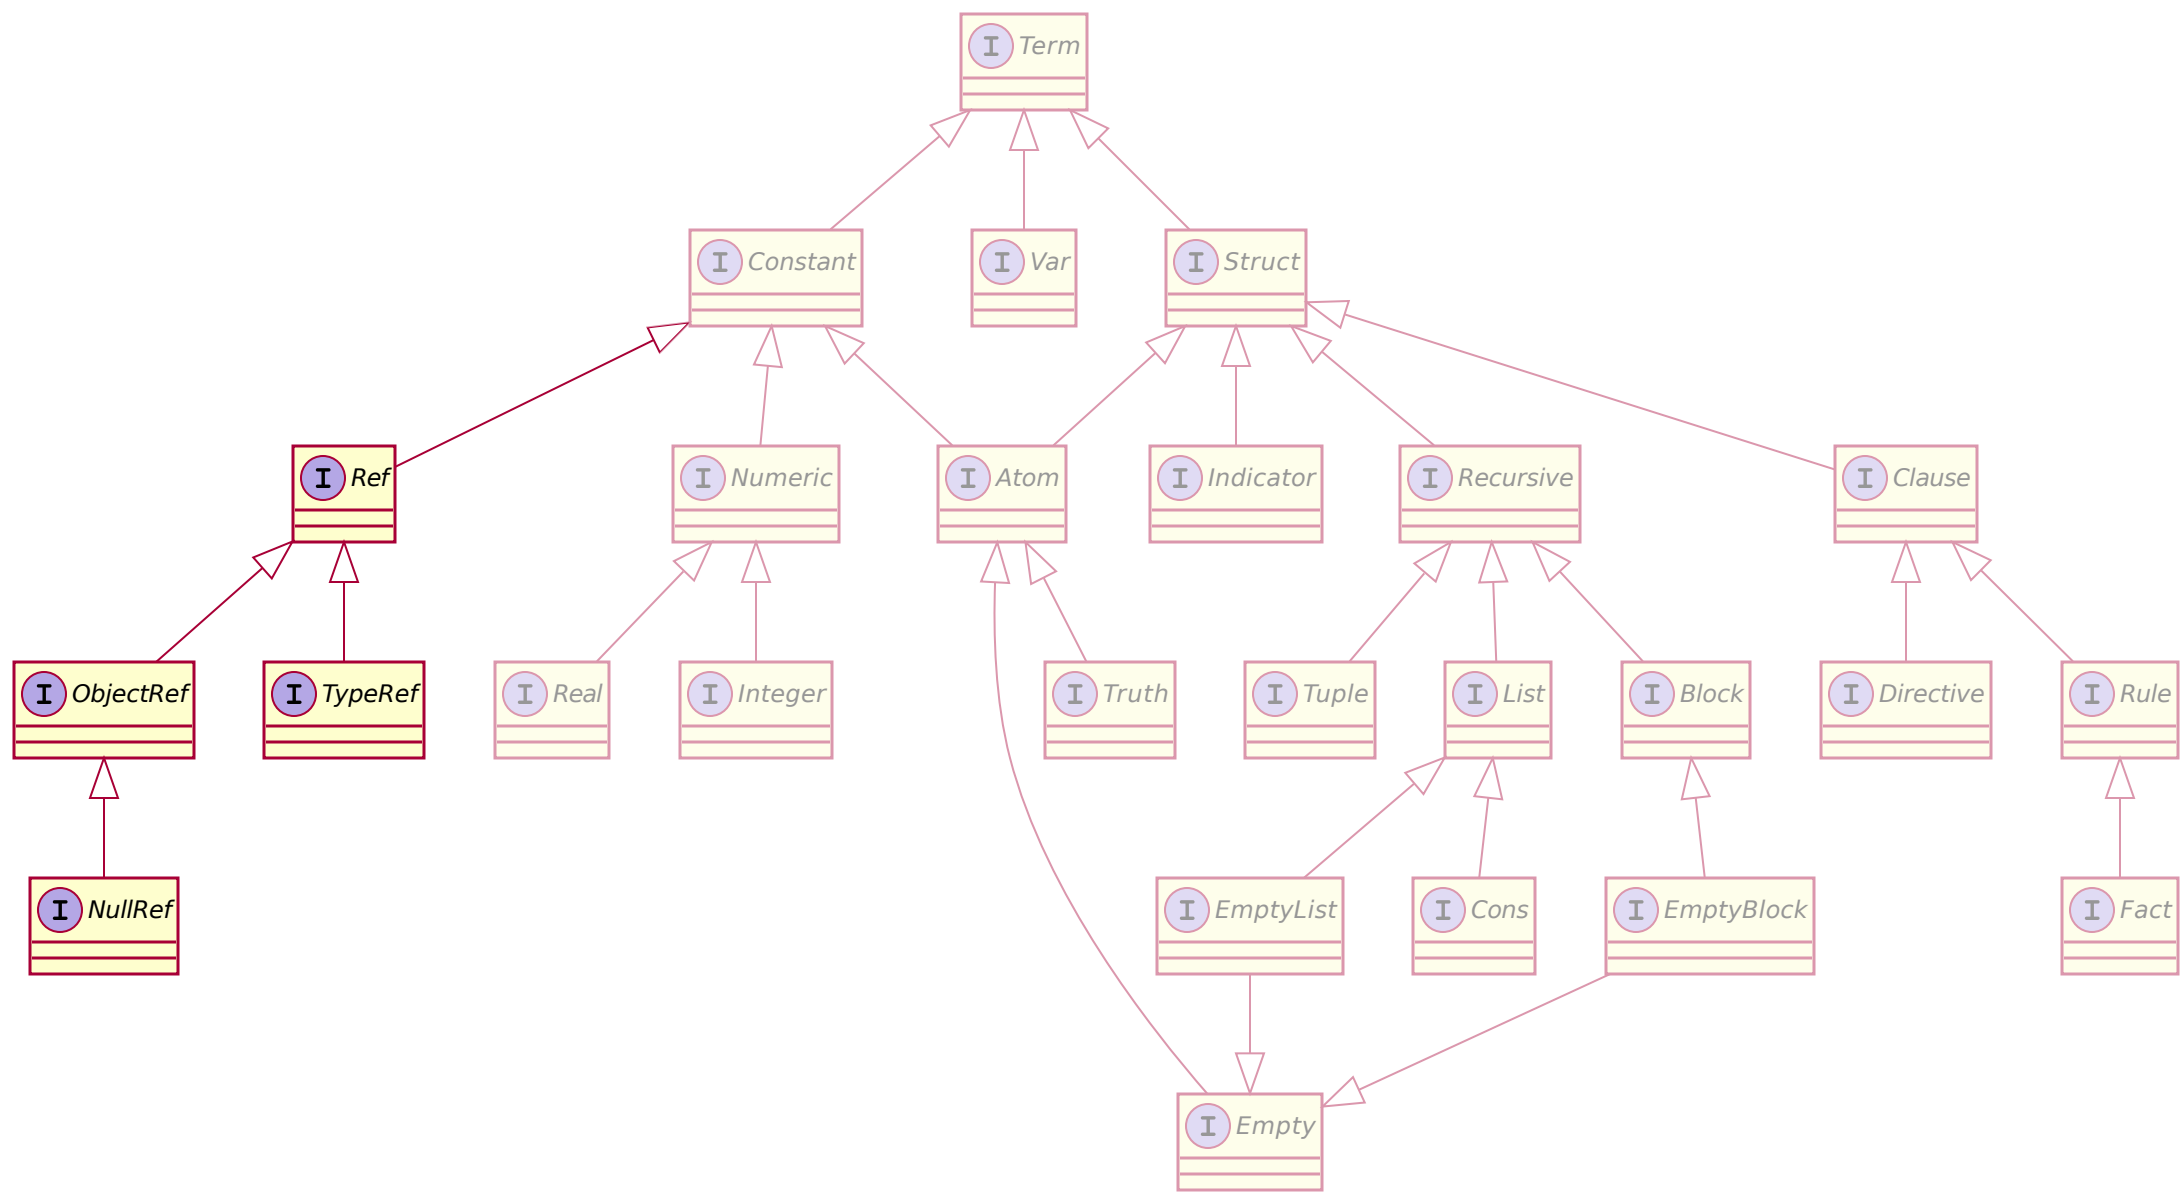 I Term
I Constant
I Var
I Struct
I Ref
I Numeric
I Atom
I Indicator
I Recursive
I Clause
I ObjectRef
I TypeRef
I Real
I Integer
I Truth
I Tuple
I List
I Block
I Directive
I Rule
I NullRef
I EmptyList
I Cons
I EmptyBlock
I Fact
I Empty